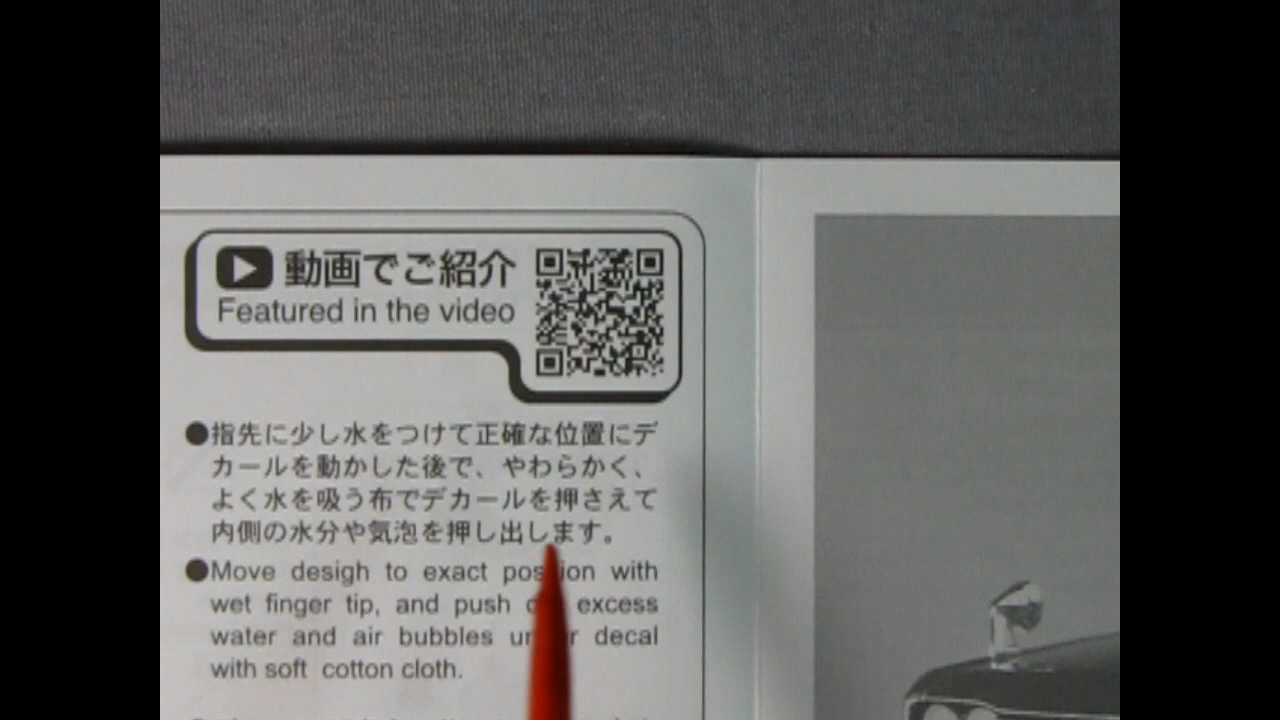 動画でご紹介
Featured in the video
●指先に少し水をつけて正確な位置にデ
カールを動かした後で、やわらかく、
よく水を吸う布でデカールを押さえて
内側の水分や気泡を押し出します。
●Move desigh to exact position with
wet finger tip, and push excess
water and air bubbles under decal
with soft cotton cloth.